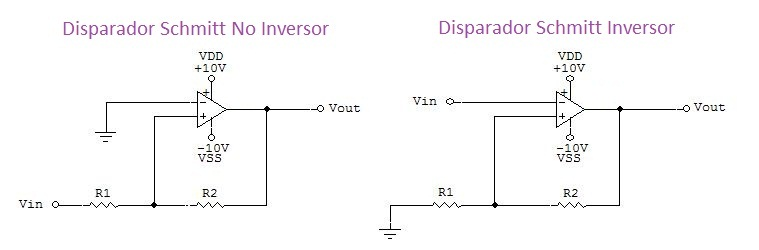 Disparador Schmitt No Inversor
VDD
+10V
+
−
+
Vout
−10V
VSS
R1
R2
Vin
Disparador Schmitt Inversor
VDD
+10V
Vin
+
−
+
Vout
−10V
VSS
R1
R2